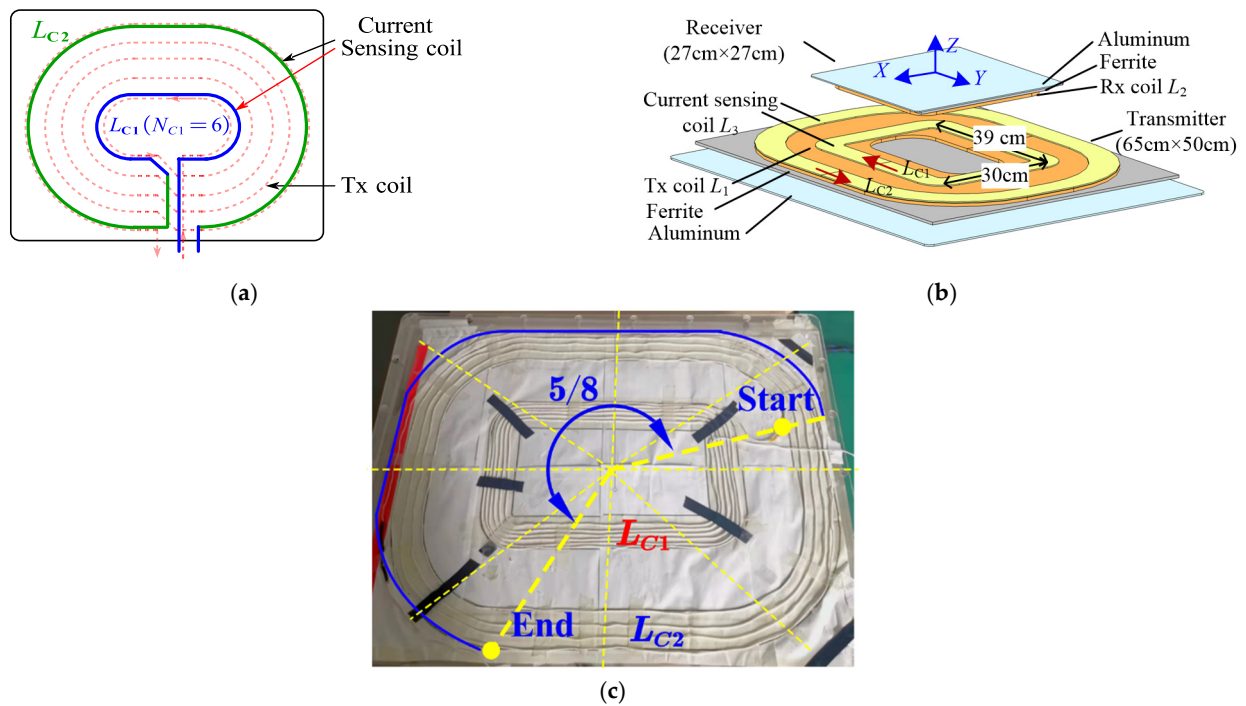 L_C2
Current
Sensing coil
L_C1 (N_C1 = 6)
Tx coil
(a)
Receiver
(27cm×27cm)
Z
X
Y
Aluminum
Ferrite
Rx coil L_2
Current sensing
coil L_3
Transmitter
(65cm×50cm)
39 cm
30cm
L_C1
L_C2
Tx coil L_1
Ferrite
Aluminum
(b)
5/8
Start
L_C1
End
L_C2
(c)